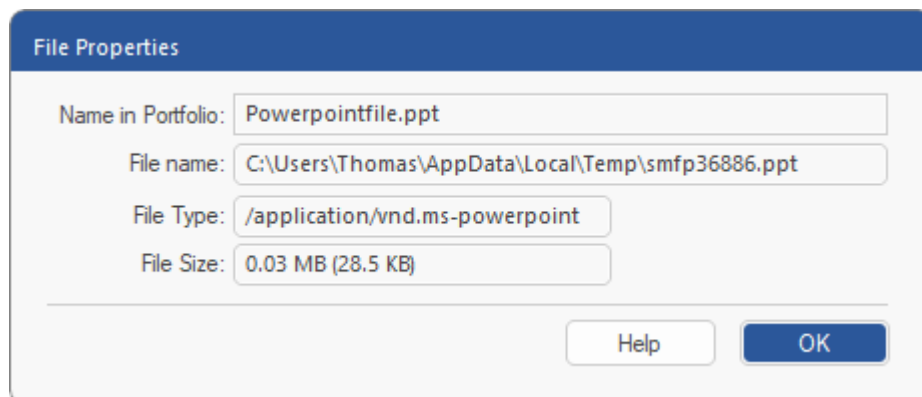 File Properties
Name in Portfolio: Powerpointfile.ppt
File name: C:\Users\Thomas\AppData\Local\Temp\smfp36886.ppt
File Type: /application/vnd.ms-powerpoint
File Size: 0.03 MB (28.5 KB)
Help OK